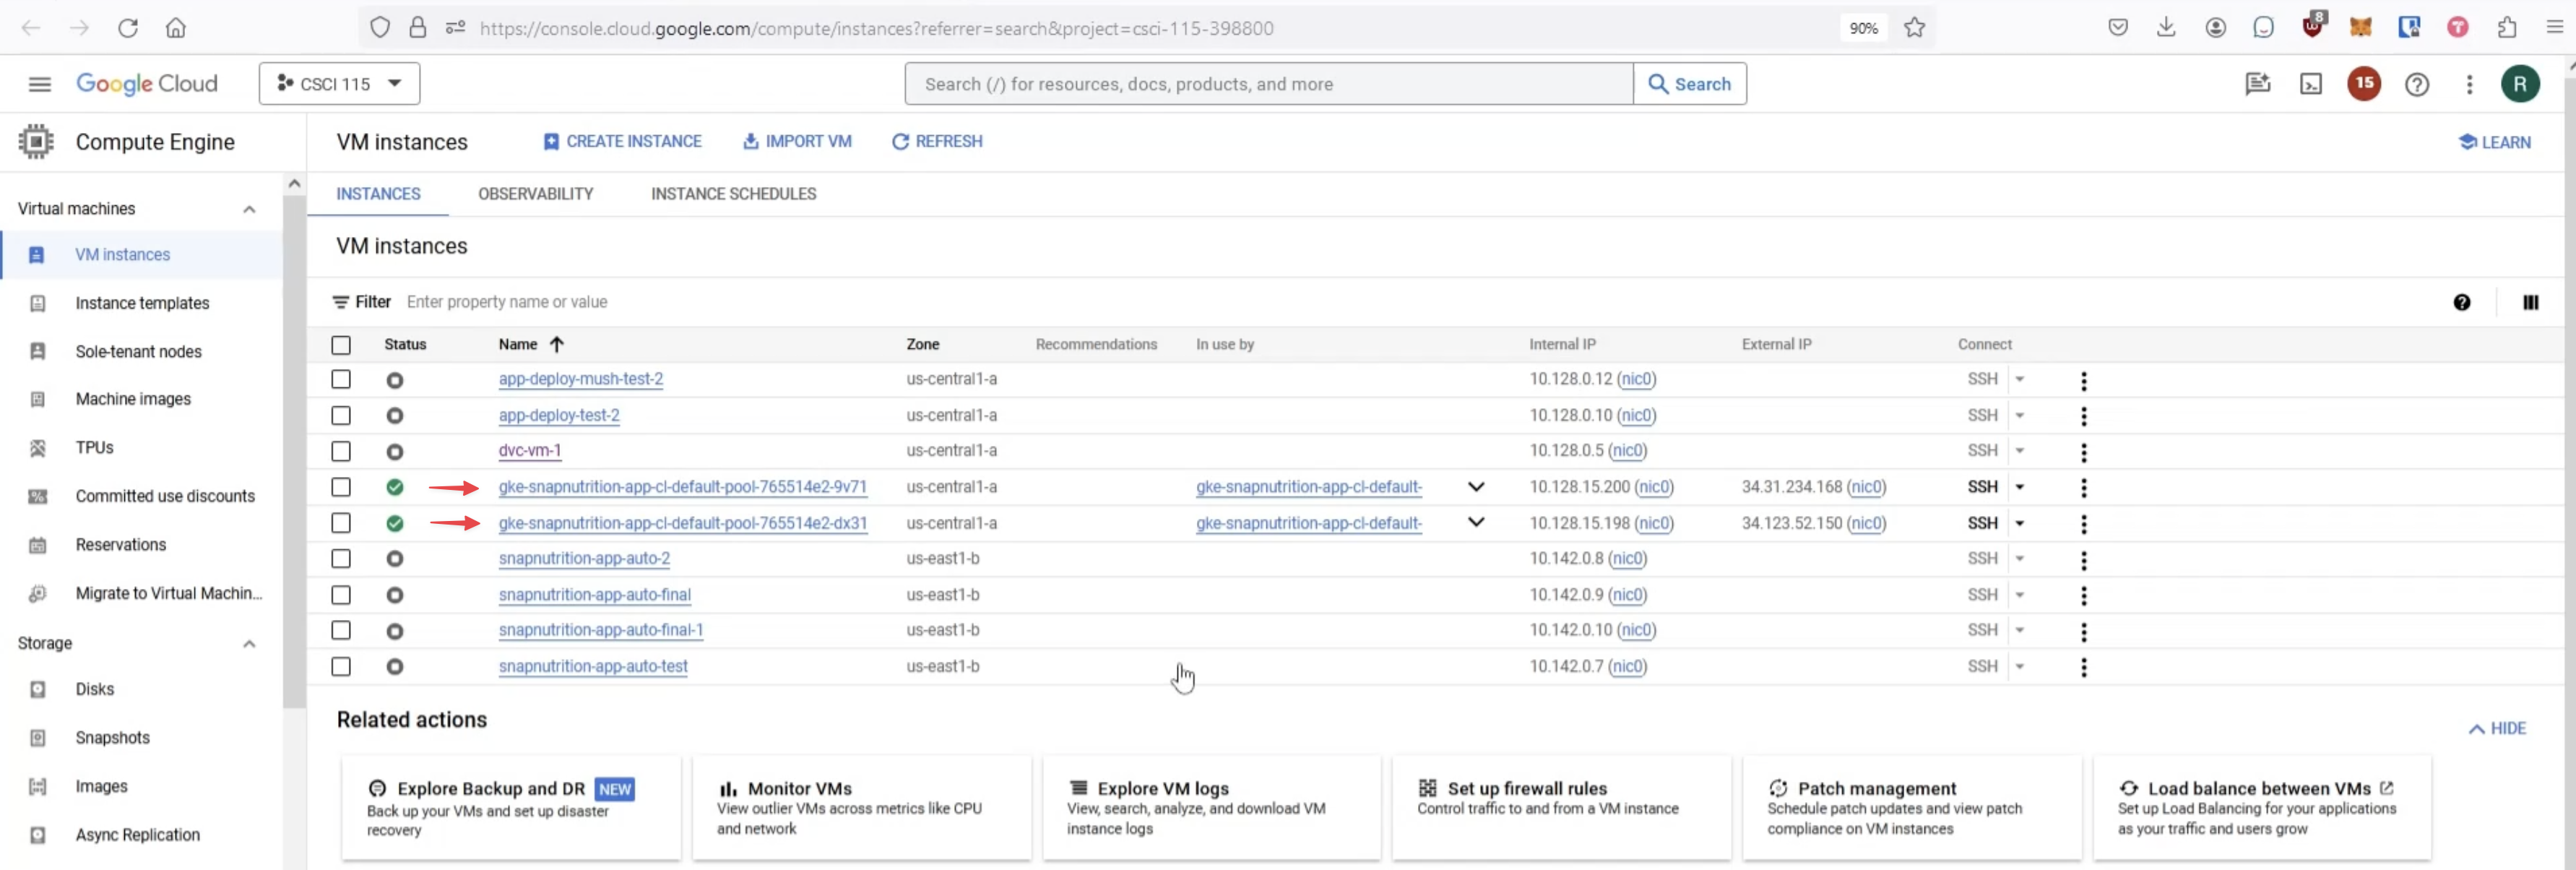 https://console.cloud.google.com/compute/instances?referrer=search&project=csci-115-398800
90%
8
Google Cloud
CSCI 115
Search (/) for resources, docs, products, and more
Search
15
R
Compute Engine
VM instances
CREATE INSTANCE
IMPORT VM
REFRESH
LEARN
Virtual machines
VM instances
Instance templates
Sole-tenant nodes
Machine images
TPUs
Committed use discounts
Reservations
Migrate to Virtual Machin...
Storage
Disks
Snapshots
Images
Async Replication
INSTANCES OBSERVABILITY INSTANCE SCHEDULES
VM instances
Filter Enter property name or value
Status Name Zone Recommendations In use by Internal IP External IP Connect
app-deploy-mush-test-2 us-central1-a 10.128.0.12 (nic0) SSH
app-deploy-test-2 us-central1-a 10.128.0.10 (nic0) SSH
dvc-vm-1 us-central1-a 10.128.0.5 (nic0) SSH
gke-snapnutrition-app-cl-default-pool-765514e2-9v71 us-central1-a gke-snapnutrition-app-cl-default- 10.128.15.200 (nic0) 34.31.234.168 (nic0) SSH
gke-snapnutrition-app-cl-default-pool-765514e2-dx31 us-central1-a gke-snapnutrition-app-cl-default- 10.128.15.198 (nic0) 34.123.52.150 (nic0) SSH
snapnutrition-app-auto-2 us-east1-b 10.142.0.8 (nic0) SSH
snapnutrition-app-auto-final us-east1-b 10.142.0.9 (nic0) SSH
snapnutrition-app-auto-final-1 us-east1-b 10.142.0.10 (nic0) SSH
snapnutrition-app-auto-test us-east1-b 10.142.0.7 (nic0) SSH
Related actions
HIDE
Explore Backup and DR NEW
Back up your VMs and set up disaster
recovery
Monitor VMs
View outlier VMs across metrics like CPU
and network
Explore VM logs
View, search, analyze, and download VM
instance logs
Set up firewall rules
Control traffic to and from a VM instance
Patch management
Schedule patch updates and view patch
compliance on VM instances
Load balance between VMs
Set up Load Balancing for your applications
as your traffic and users grow